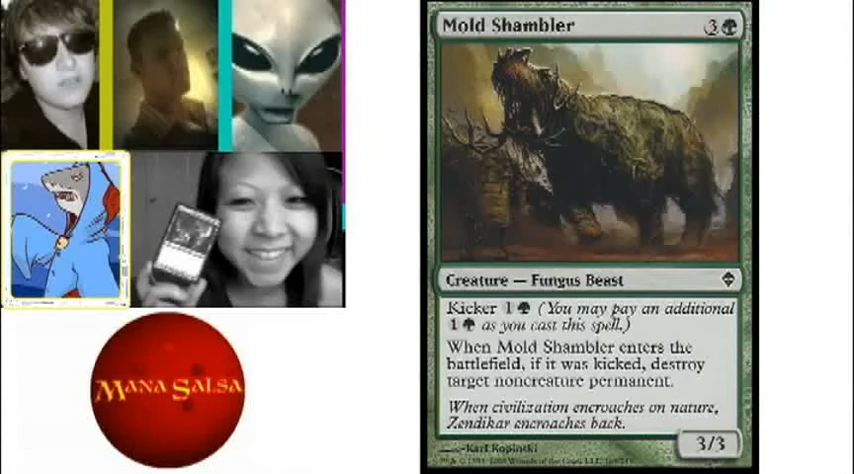 Mana Salsa
Mold Shambler 3
Creature — Fungus Beast
Kicker 1 (You may pay an additional
1 as you cast this spell.)
When Mold Shambler enters the
battlefield, if it was kicked, destroy
target noncreature permanent.
When civilization encroaches on nature,
Zendikar encroaches back.
Karl Kopinski
3/3